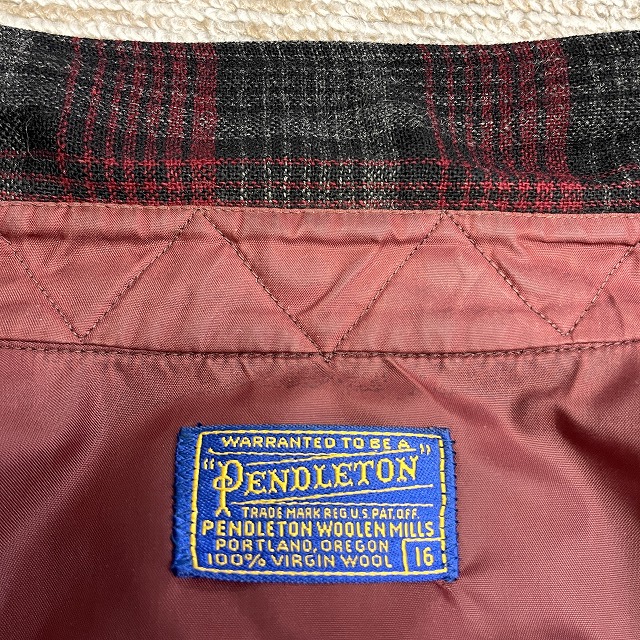 WARRANTED TO BE A
"PENDLETON"
TRADE MARK REG. U.S. PAT. OFF.
PENDLETON WOOLEN MILLS
PORTLAND, OREGON
100% VIRGIN WOOL 16